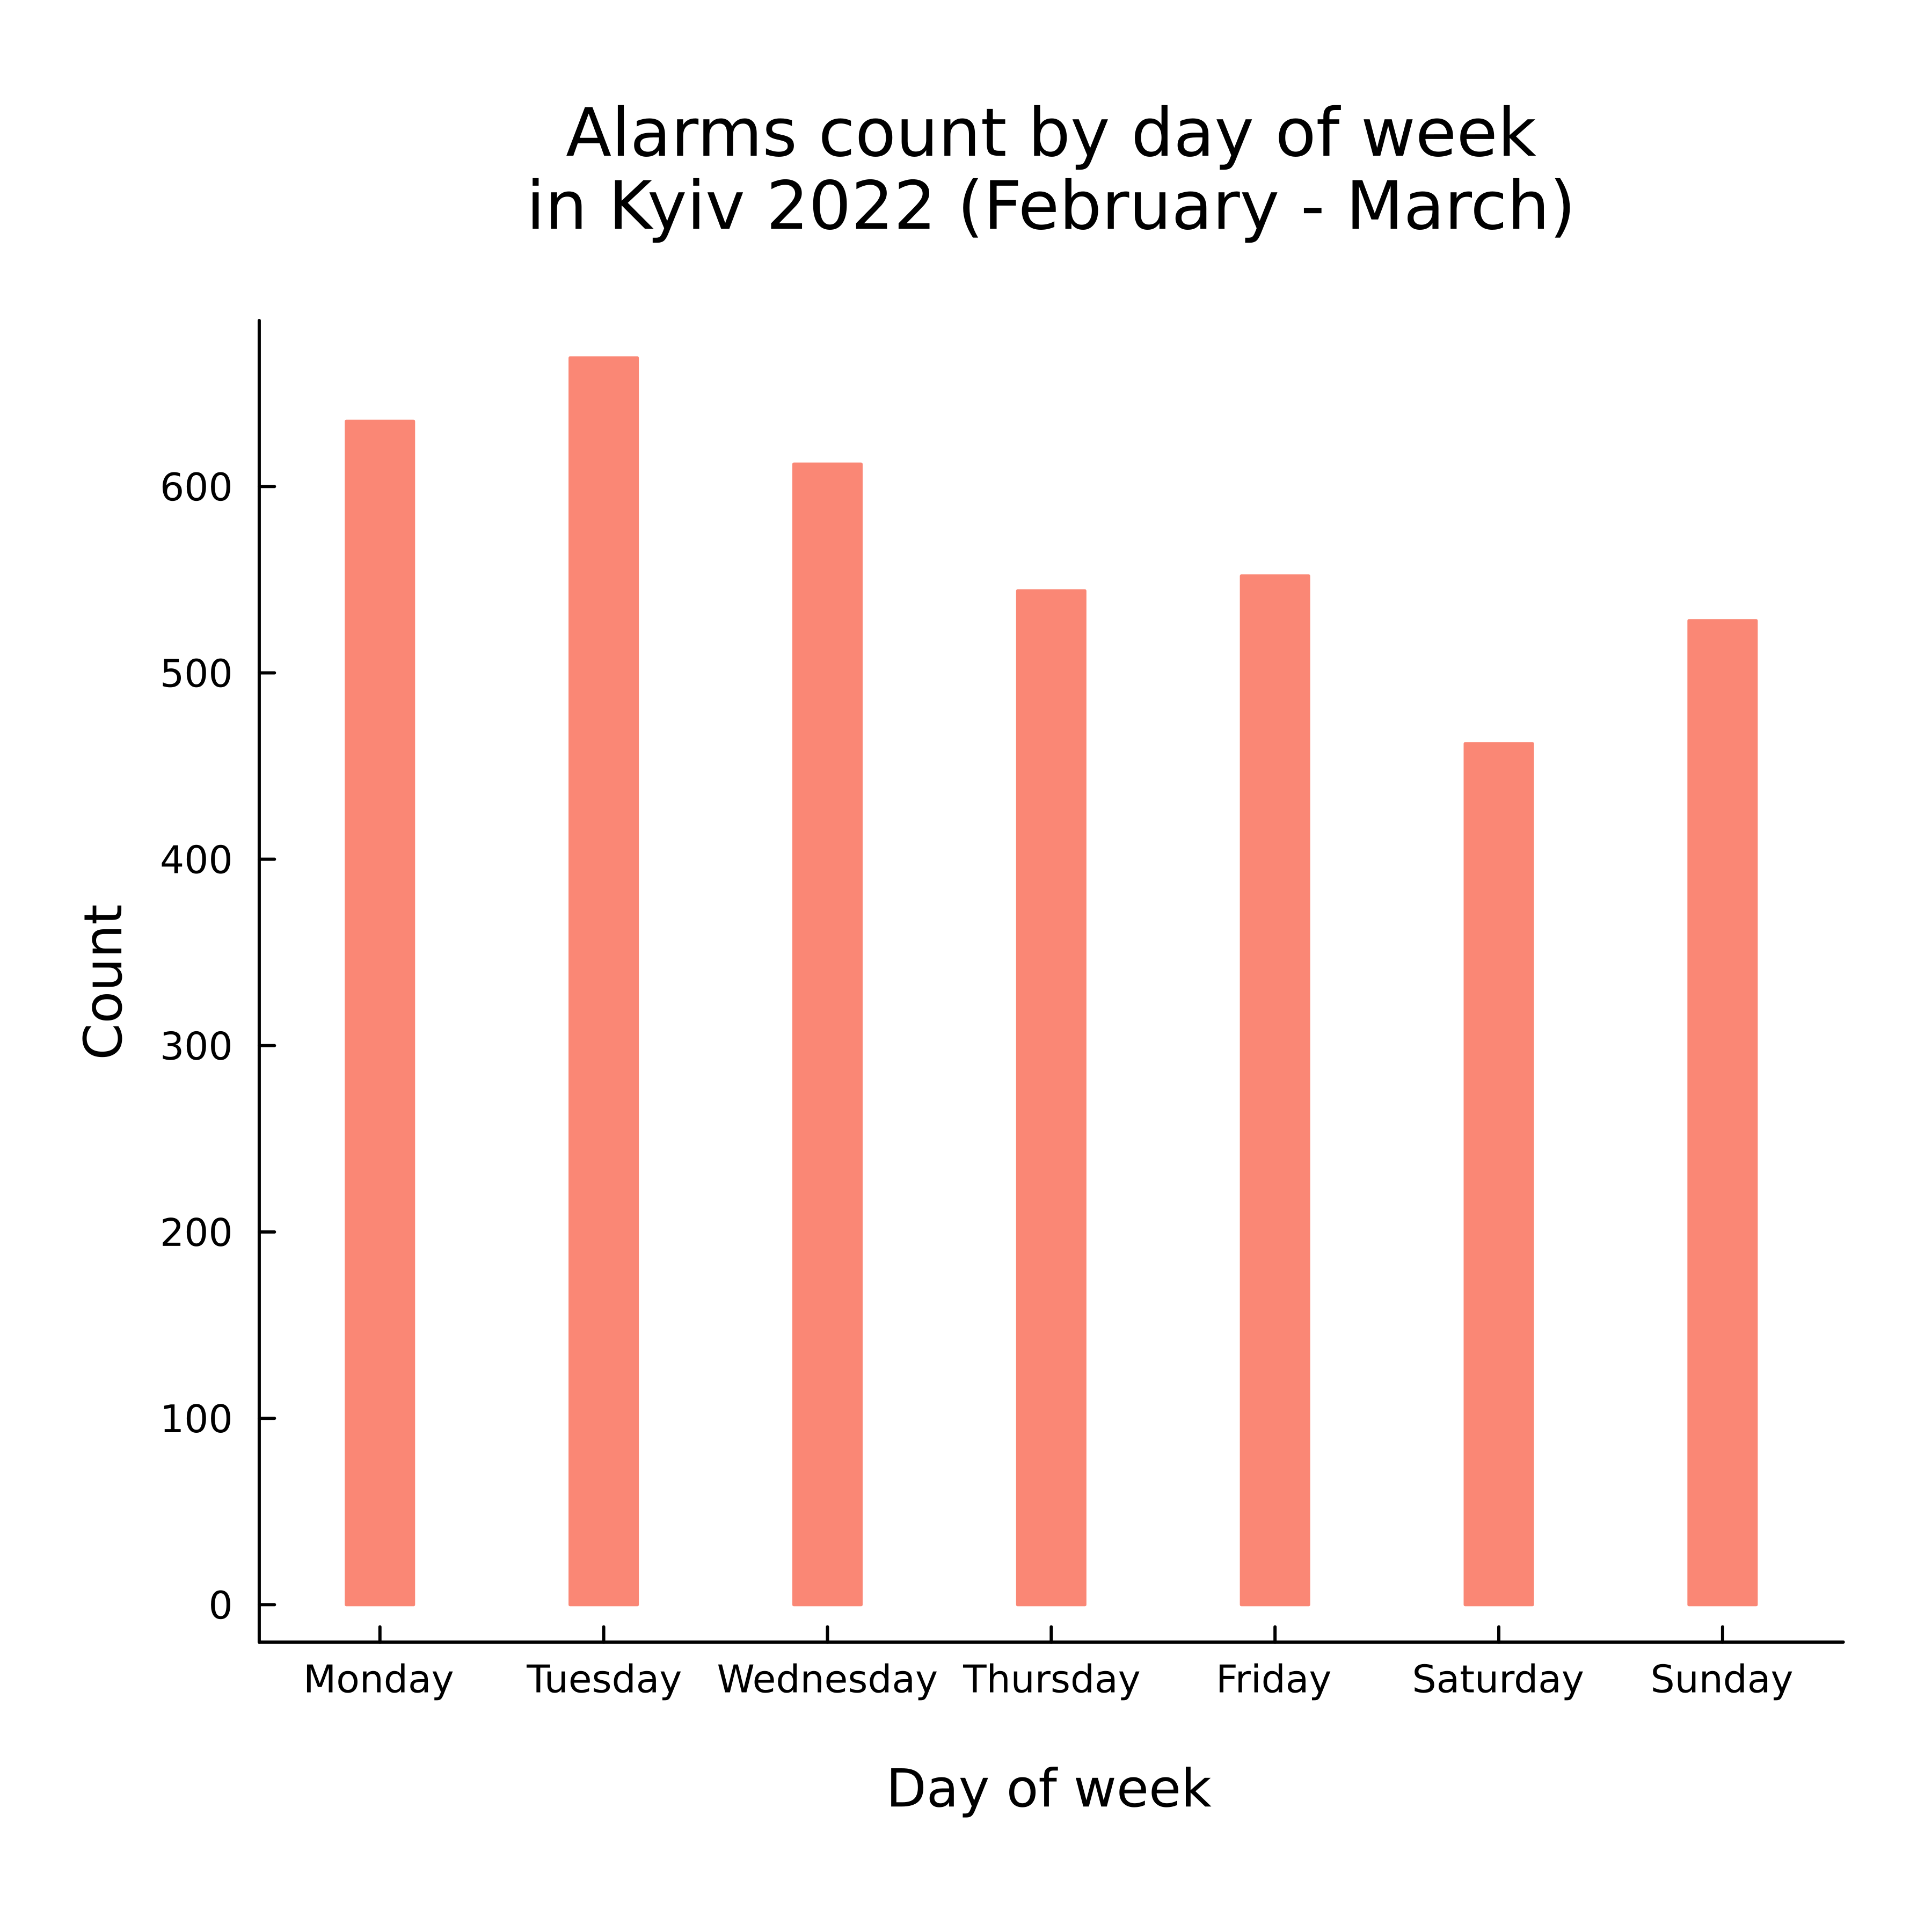 Alarms count by day of week
in Kyiv 2022 (February - March)
Count
600
500
400
300
200
100
0
Monday Tuesday Wednesday Thursday Friday Saturday Sunday
Day of week